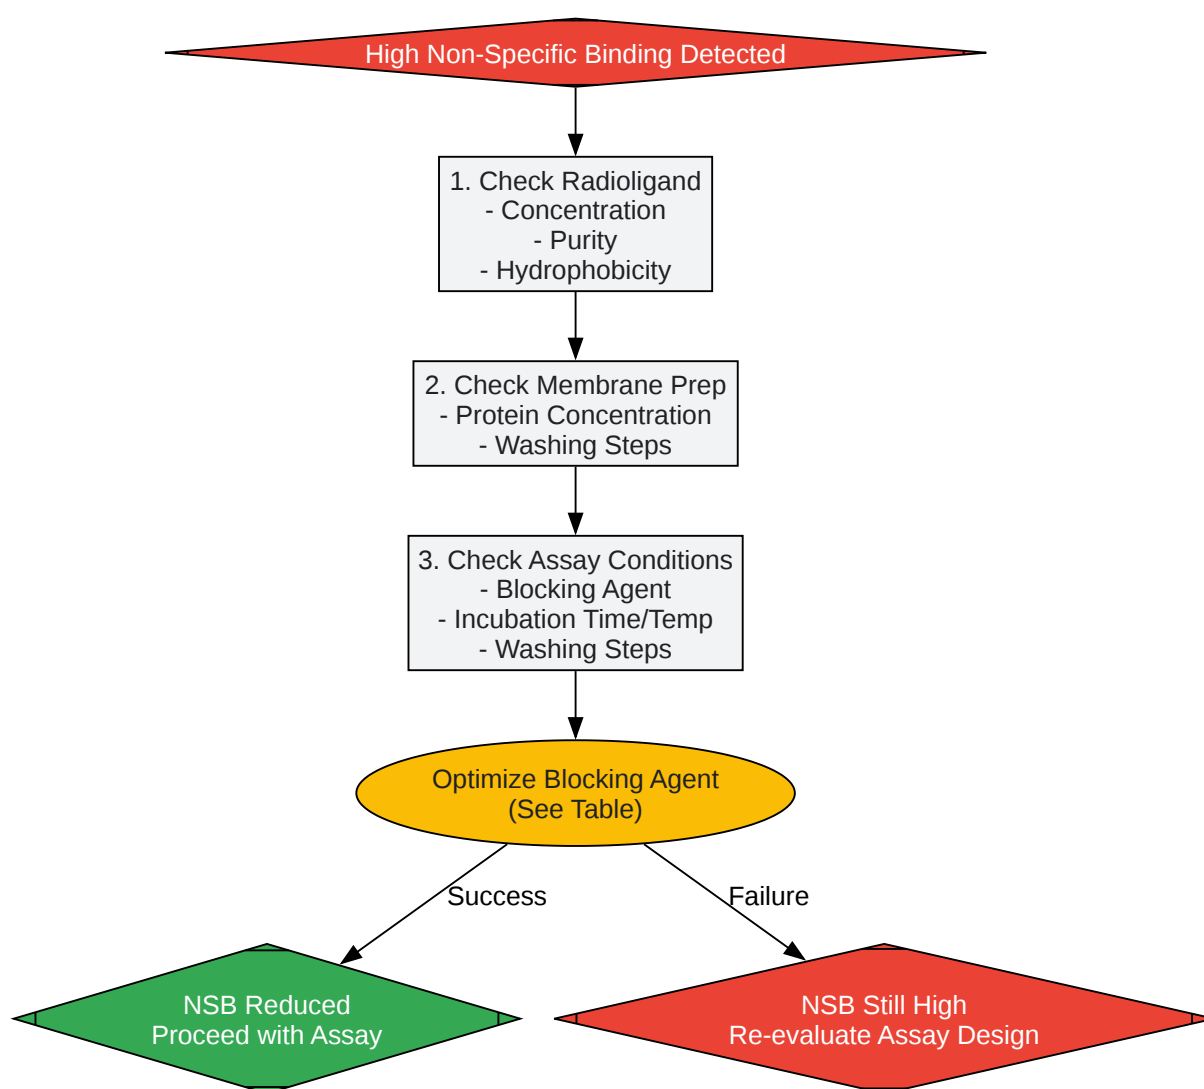 High Non-Specific Binding Detected
1. Check Radioligand
- Concentration
- Purity
- Hydrophobicity
2. Check Membrane Prep
- Protein Concentration
- Washing Steps
3. Check Assay Conditions
- Blocking Agent
- Incubation Time/Temp
- Washing Steps
Optimize Blocking Agent
(See Table)
Success
Failure
NSB Reduced
Proceed with Assay
NSB Still High
Re-evaluate Assay Design